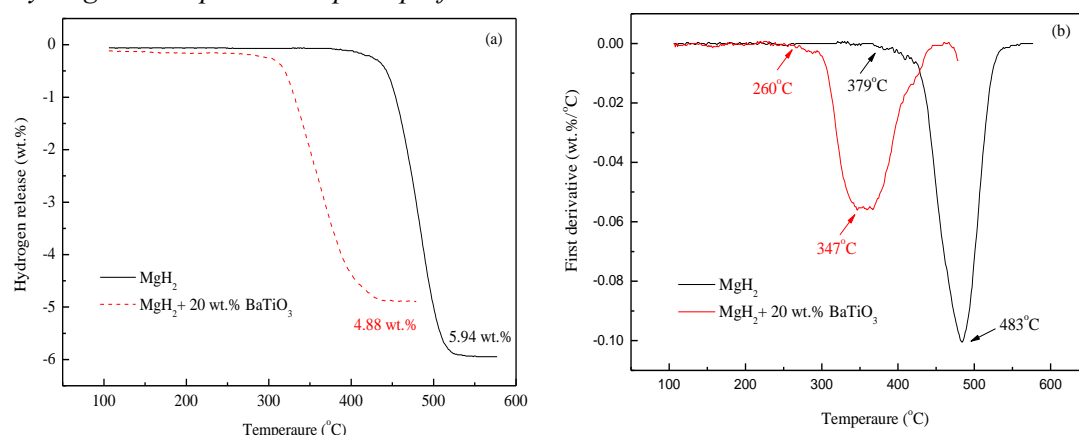 (a)
0
-1
-2
-3
-4
-5
-6
Hydrogen release (wt.%)
MgH2
MgH2+ 20 wt.% BaTiO3
4.88 wt.%
5.94 wt.%
100 200 300 400 500 600
Temperaure (°C)
(b)
0.00
-0.02
-0.04
-0.06
-0.08
-0.10
First derivative (wt.%/°C)
260°C
379°C
347°C
MgH2
MgH2+ 20 wt.% BaTiO3
483°C
100 200 300 400 500 600
Temperaure (°C)